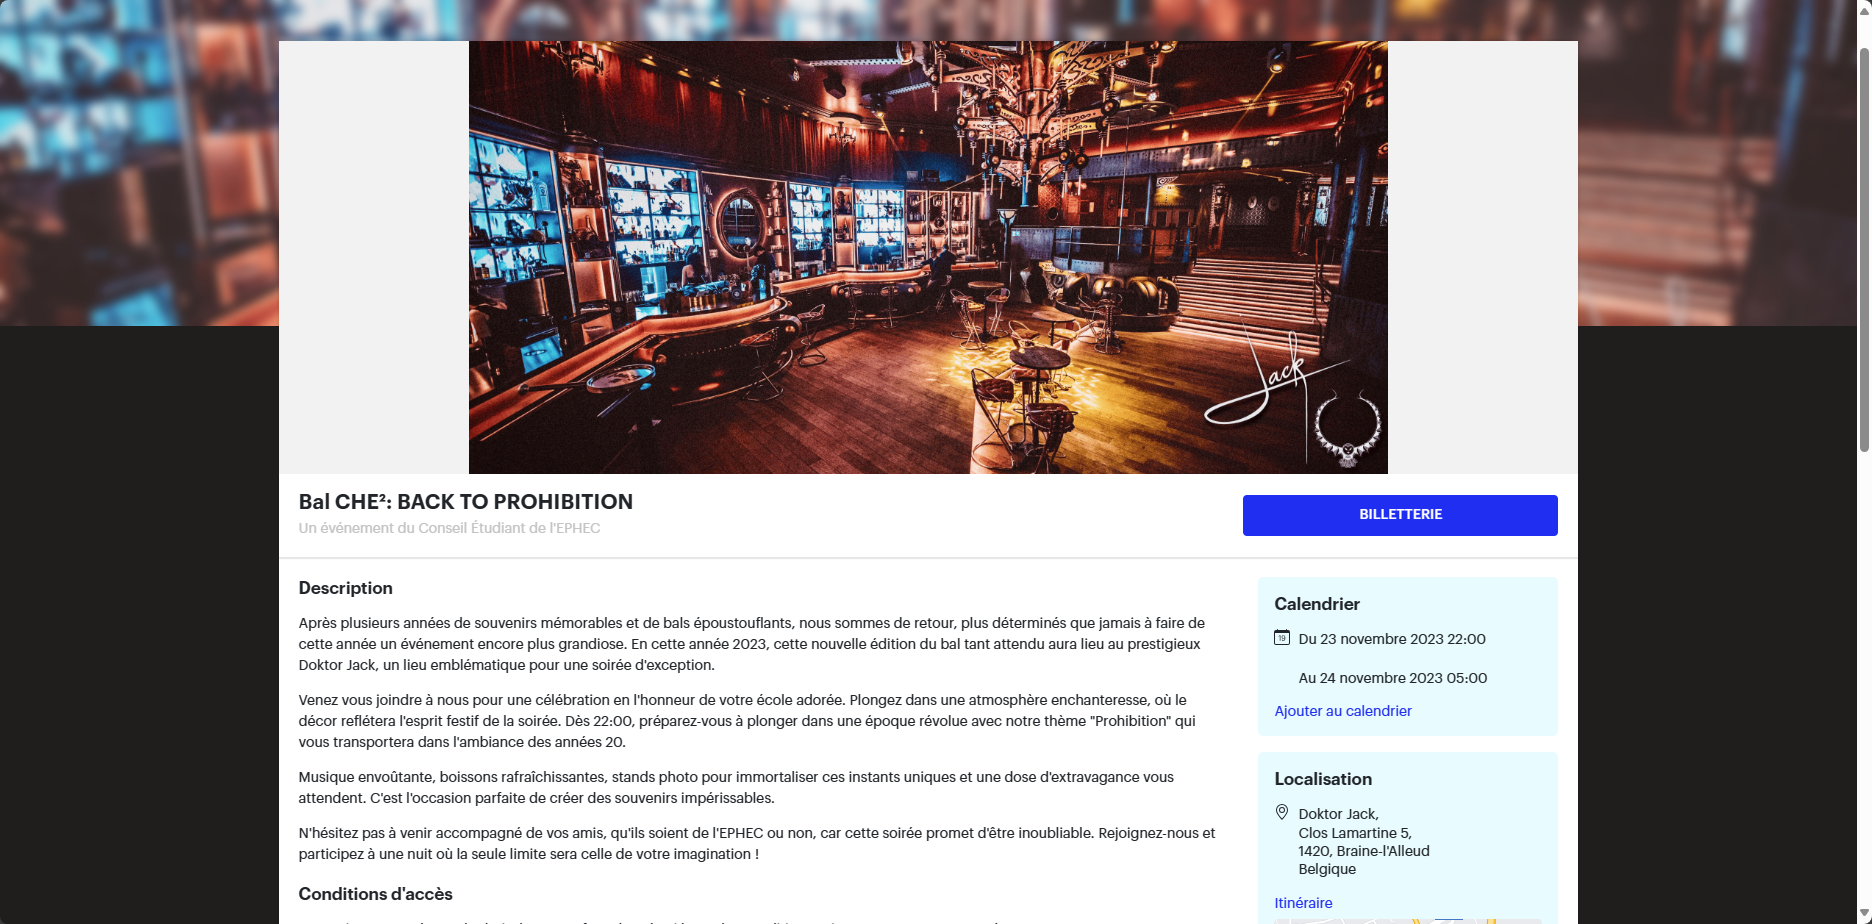 Jack
Bal CHE²: BACK TO PROHIBITION
Un événement du Conseil Étudiant de l'EPHEC
BILLETTERIE
Description
Après plusieurs années de souvenirs mémorables et de bals époustouflants, nous sommes de retour, plus déterminés que jamais à faire de
cette année un événement encore plus grandiose. En cette année 2023, cette nouvelle édition du bal tant attendu aura lieu au prestigieux
Doktor Jack, un lieu emblématique pour une soirée d'exception.
Venez vous joindre à nous pour une célébration en l'honneur de votre école adorée. Plongez dans une atmosphère enchanteresse, où le
décor reflétera l'esprit festif de la soirée. Dès 22:00, préparez-vous à plonger dans une époque révolue avec notre thème "Prohibition" qui
vous transportera dans l'ambiance des années 20.
Musique envoûtante, boissons rafraîchissantes, stands photo pour immortaliser ces instants uniques et une dose d'extravagance vous
attendent. C'est l'occasion parfaite de créer des souvenirs impérissables.
N'hésitez pas à venir accompagné de vos amis, qu'ils soient de l'EPHEC ou non, car cette soirée promet d'être inoubliable. Rejoignez-nous et
participez à une nuit où la seule limite sera celle de votre imagination !
Conditions d'accès
Calendrier
19
Du 23 novembre 2023 22:00
Au 24 novembre 2023 05:00
Ajouter au calendrier
Localisation
Doktor Jack,
Clos Lamartine 5,
1420, Braine-l'Alleud
Belgique
Itinéraire